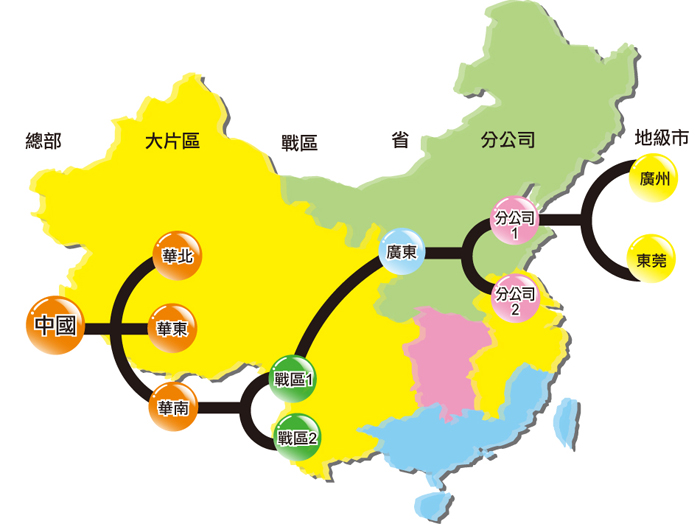 總部
大片區
戰區
省
分公司
地級市
廣州
華北
廣東
分公司
1
東莞
中國
華東
分公司
2
戰區1
華南
戰區2